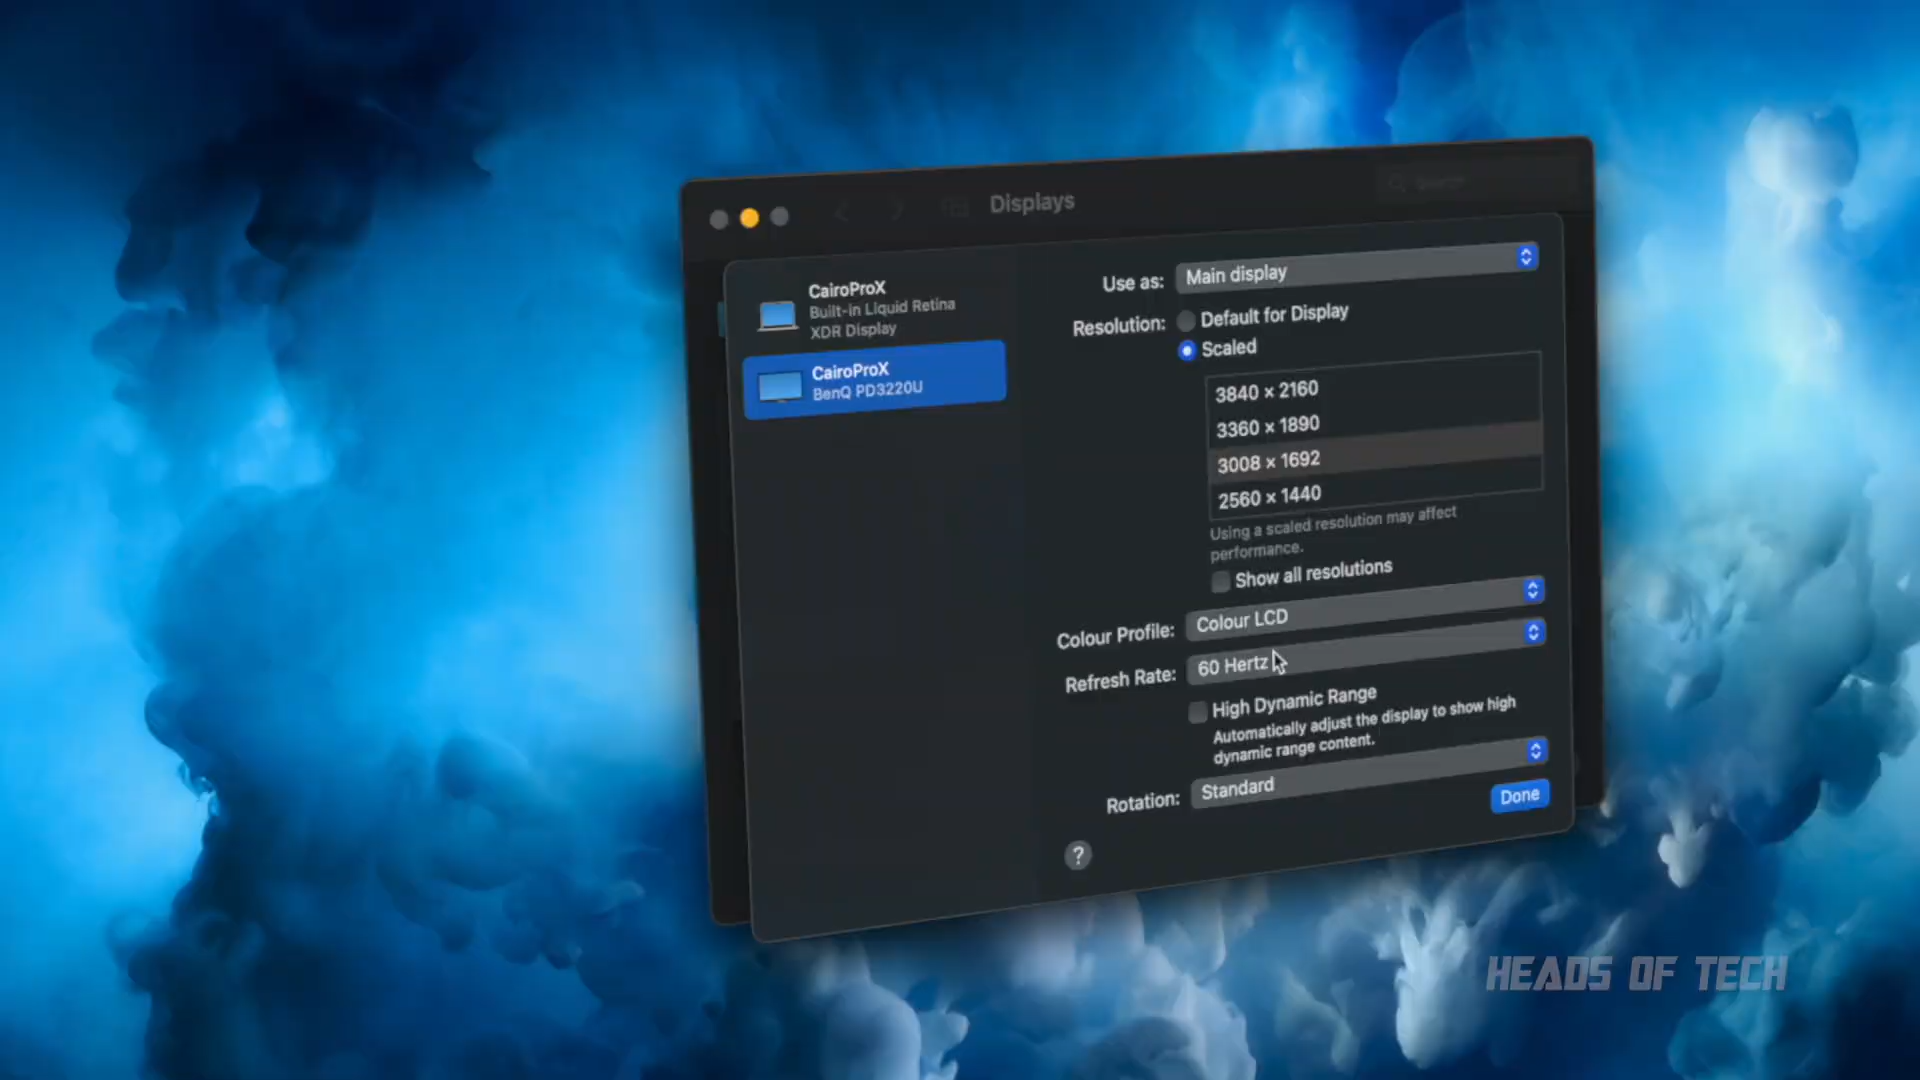 Displays
Search
CairoProX
Built-in Liquid Retina
XDR Display
CairoProX
BenQ PD3220U
Use as: Main display
Resolution: Default for Display
Scaled
3840 × 2160
3360 × 1890
3008 × 1692
2560 × 1440
Using a scaled resolution may affect
performance.
Show all resolutions
Colour Profile: Colour LCD
Refresh Rate: 60 Hertz
High Dynamic Range
Automatically adjust the display to show high
dynamic range content.
Rotation: Standard
Done
?
HEADS OF TECH